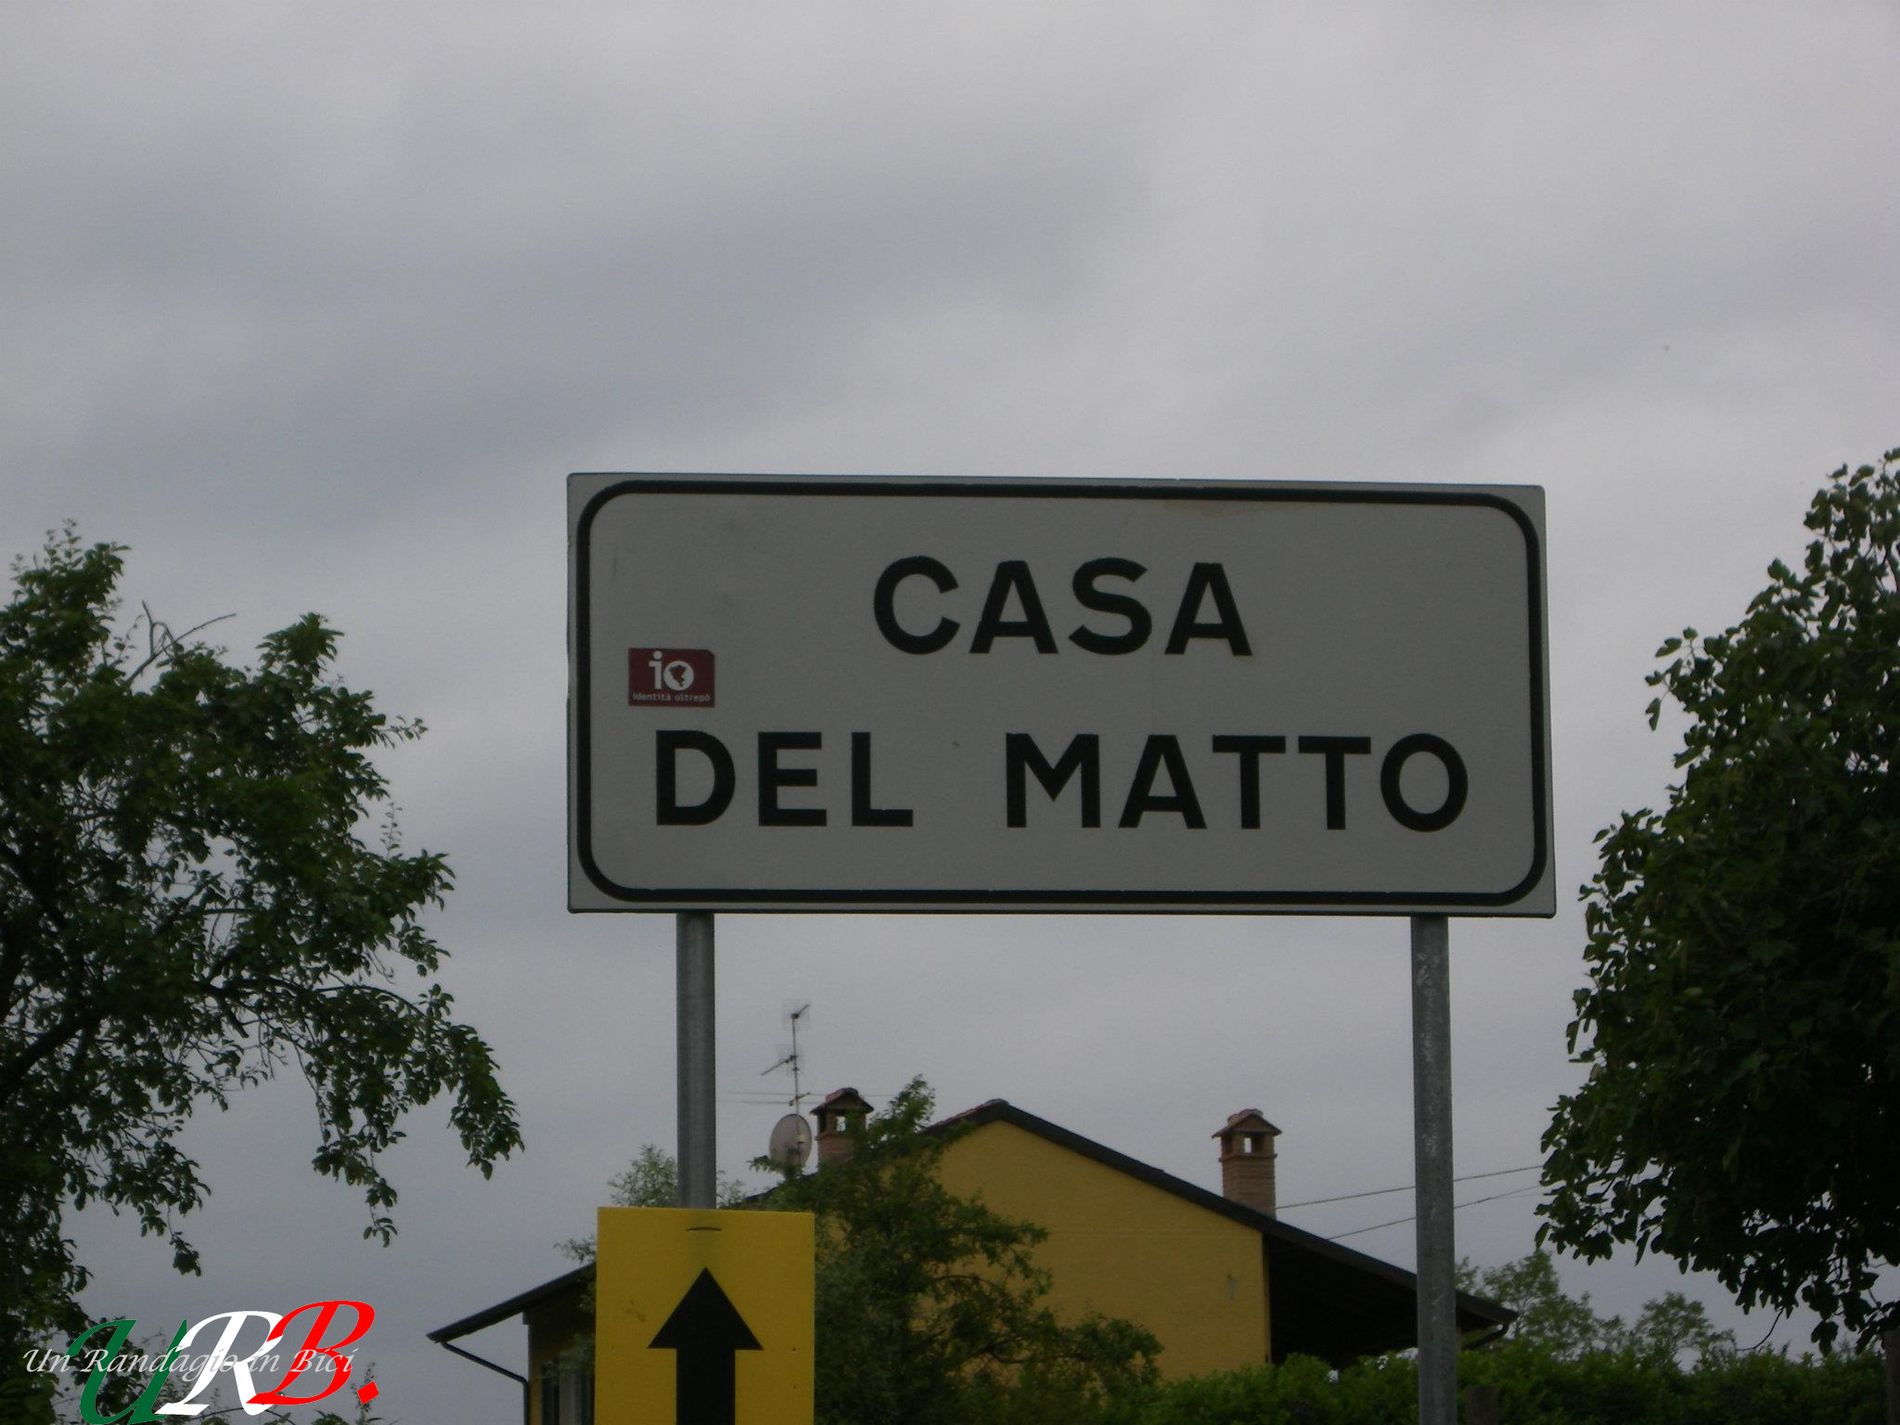 CASA
io
identità oltrepò
DEL MATTO
URB.
Un Randagio in Bici